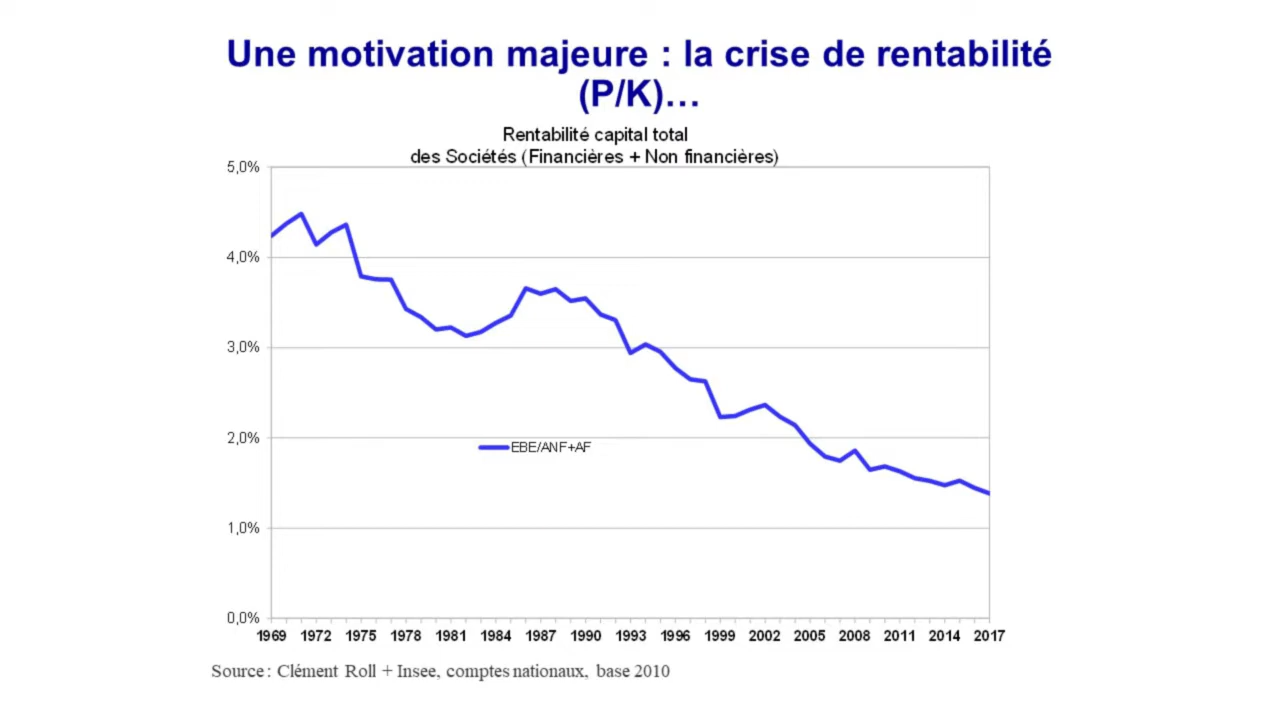 Une motivation majeure : la crise de rentabilité
(P/K)…
Rentabilité capital total
des Sociétés (Financières + Non financières)
5,0%
4,0%
3,0%
2,0%
1,0%
0,0%
EBE/ANF+AF
1969 1972 1975 1978 1981 1984 1987 1990 1993 1996 1999 2002 2005 2008 2011 2014 2017
Source : Clément Roll + Insee, comptes nationaux, base 2010